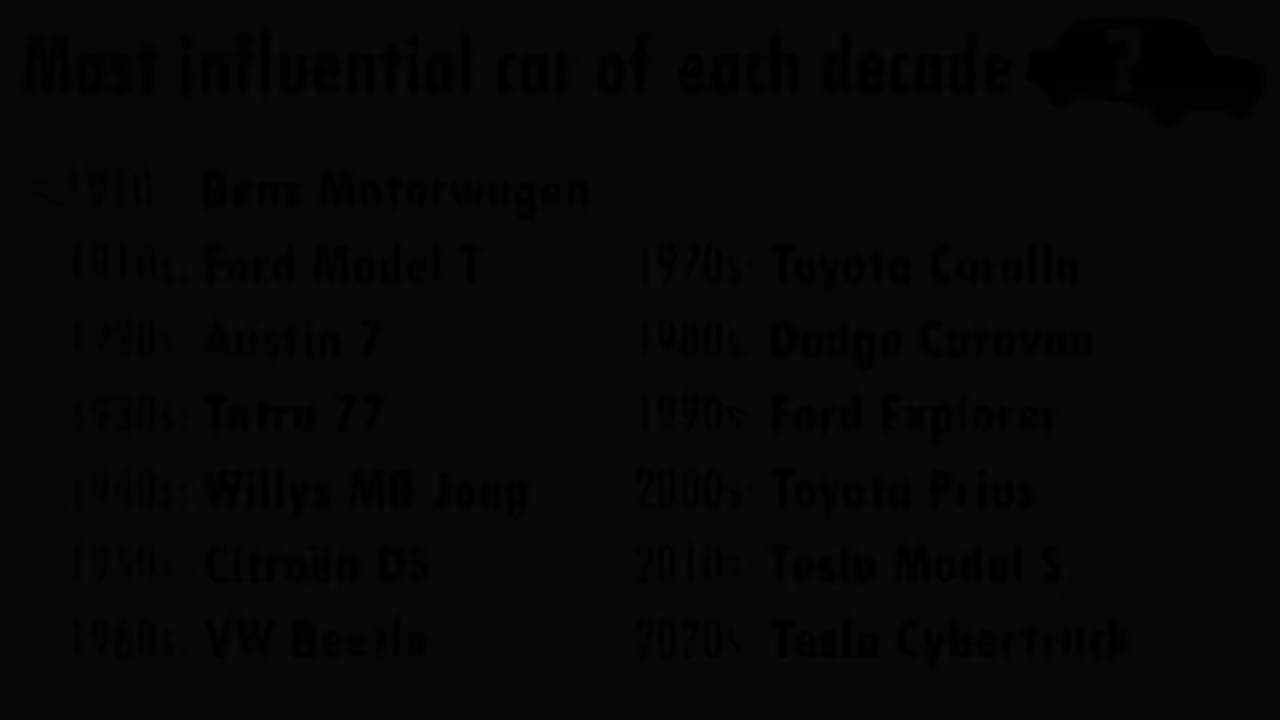 Most influential car of each decade
?
<1910s: Benz Motorwagen
1910s: Ford Model T
1920s: Austin 7
1930s: Tatra 77
1940s: Willys MB Jeep
1950s: Citroën DS
1960s: VW Beetle
1970s: Toyota Corolla
1980s: Dodge Caravan
1990s: Ford Explorer
2000s: Toyota Prius
2010s: Tesla Model S
2020s: Tesla Cybertruck